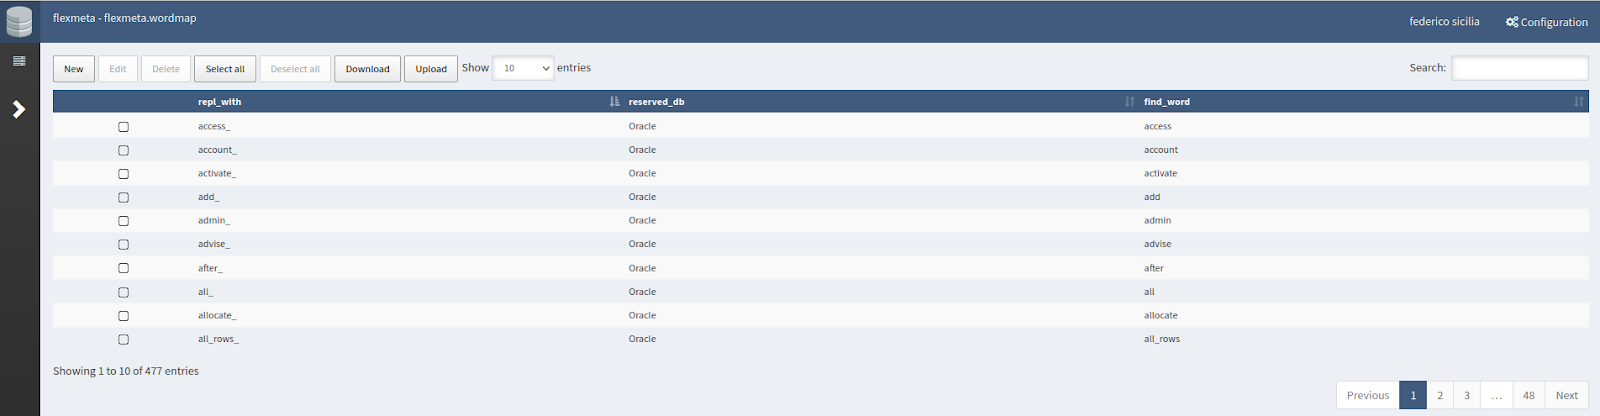 flexmeta - flexmeta.wordmap
federico sicilia Configuration
New Edit Delete Select all Deselect all Download Upload Show 10 entries Search:
repl_with reserved_db find_word
access_ Oracle access
account_ Oracle account
activate_ Oracle activate
add_ Oracle add
admin_ Oracle admin
advise_ Oracle advise
after_ Oracle after
all_ Oracle all
allocate_ Oracle allocate
all_rows_ Oracle all_rows
Showing 1 to 10 of 477 entries
Previous 1 2 3 ... 48 Next